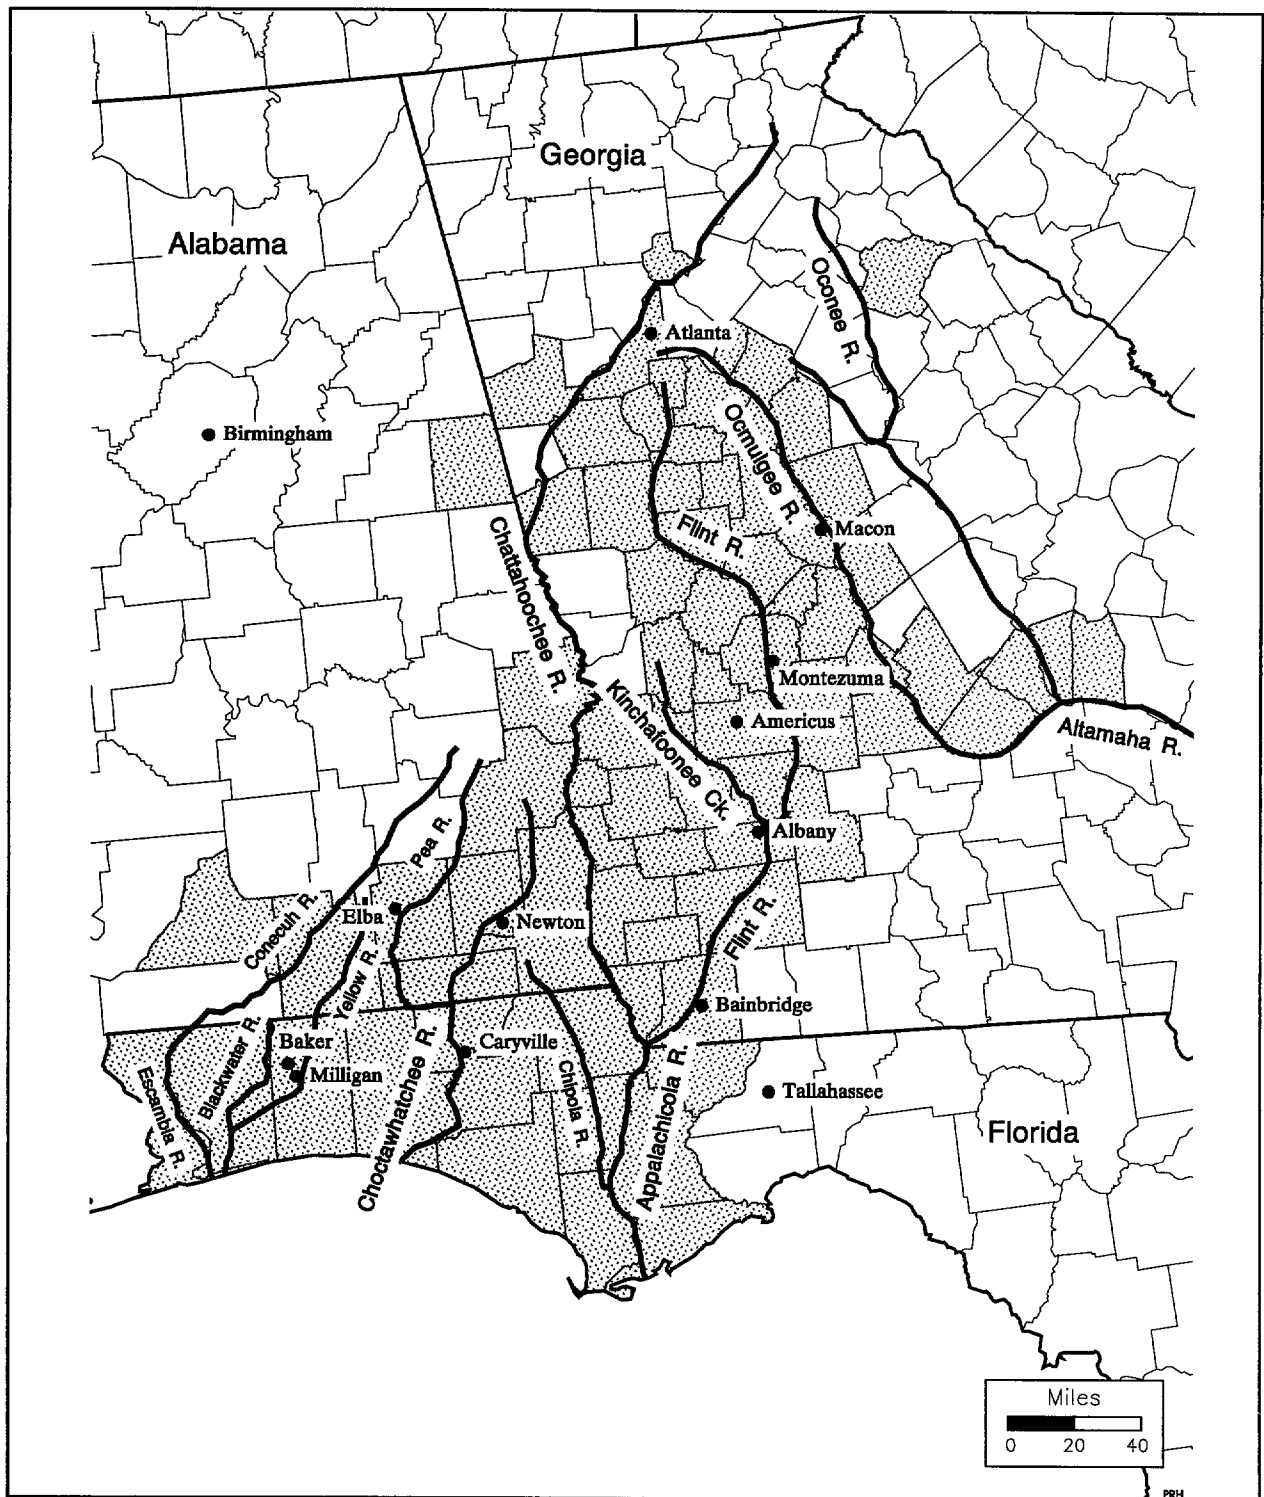 Georgia
Alabama
Oconee R.
Atlanta
Birmingham
Ocmulgee R.
Chattahoochee R.
Flint R.
Macon
Montezuma
Kinchafoonee Ck.
Americus
Altamaha R.
Pea R.
Albany
Conecuh R.
Elba
Newton
Flint R.
Yellow R.
Bainbridge
Blackwater R.
Baker
Caryville
Milligan
Escambia R.
Choctawhatchee R.
Chipola R.
Appalachicola R.
Tallahassee
Florida
Miles
0 20 40
PRH